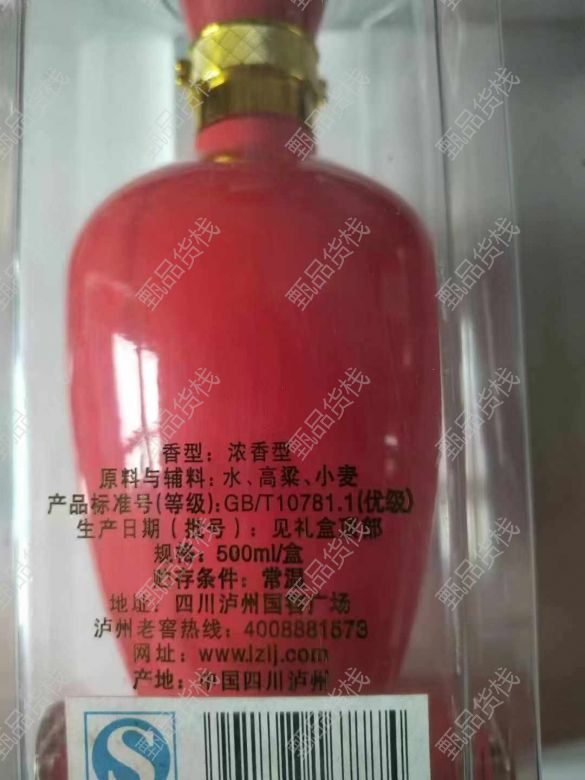 香型：浓香型
原料与辅料：水、高粱、小麦
产品标准号(等级):GB/T10781.1(优级)
生产日期（批号）：见礼盒底部
规格：500ml/盒
贮存条件：常温
地址：四川泸州国窖广场
泸州老窖热线：4008881573
网址：www.lzlj.com
产地：中国四川泸州
甄品货栈